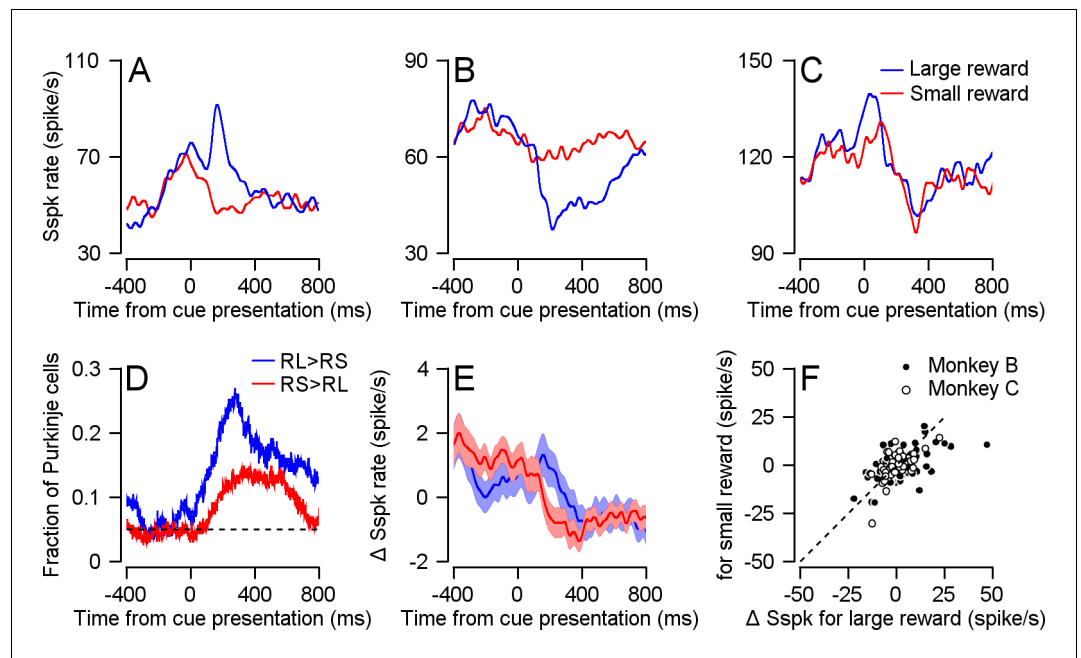 A
Sspk rate (spike/s)
110
70
30
-400 0 400 800
Time from cue presentation (ms)
B
90
60
30
-400 0 400 800
Time from cue presentation (ms)
C
Large reward
Small reward
150
120
90
-400 0 400 800
Time from cue presentation (ms)
D
RL>RS
RS>RL
Fraction of Purkinje cells
0.3
0.2
0.1
0
-400 0 400 800
Time from cue presentation (ms)
E
Δ Sspk rate (spike/s)
4
2
0
-2
-400 0 400 800
Time from cue presentation (ms)
F
Monkey B
Monkey C
for small reward (spike/s)
50
25
0
-25
-50
-50 -25 0 25 50
Δ Sspk for large reward (spike/s)